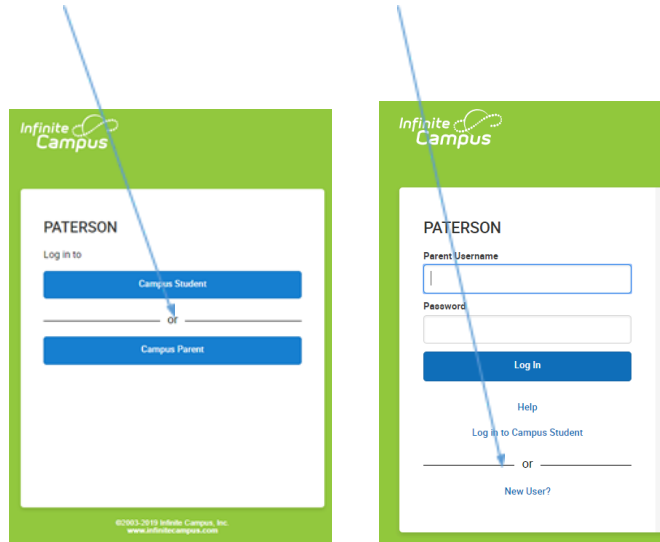 Infinite
Campus
PATERSON
Log in to
Campus Student
or
Campus Parent
©2003-2019 Infinite Campus, Inc.
www.infinitecampus.com
Infinite
Campus
PATERSON
Parent Username
Password
Log In
Help
Log in to Campus Student
or
New User?